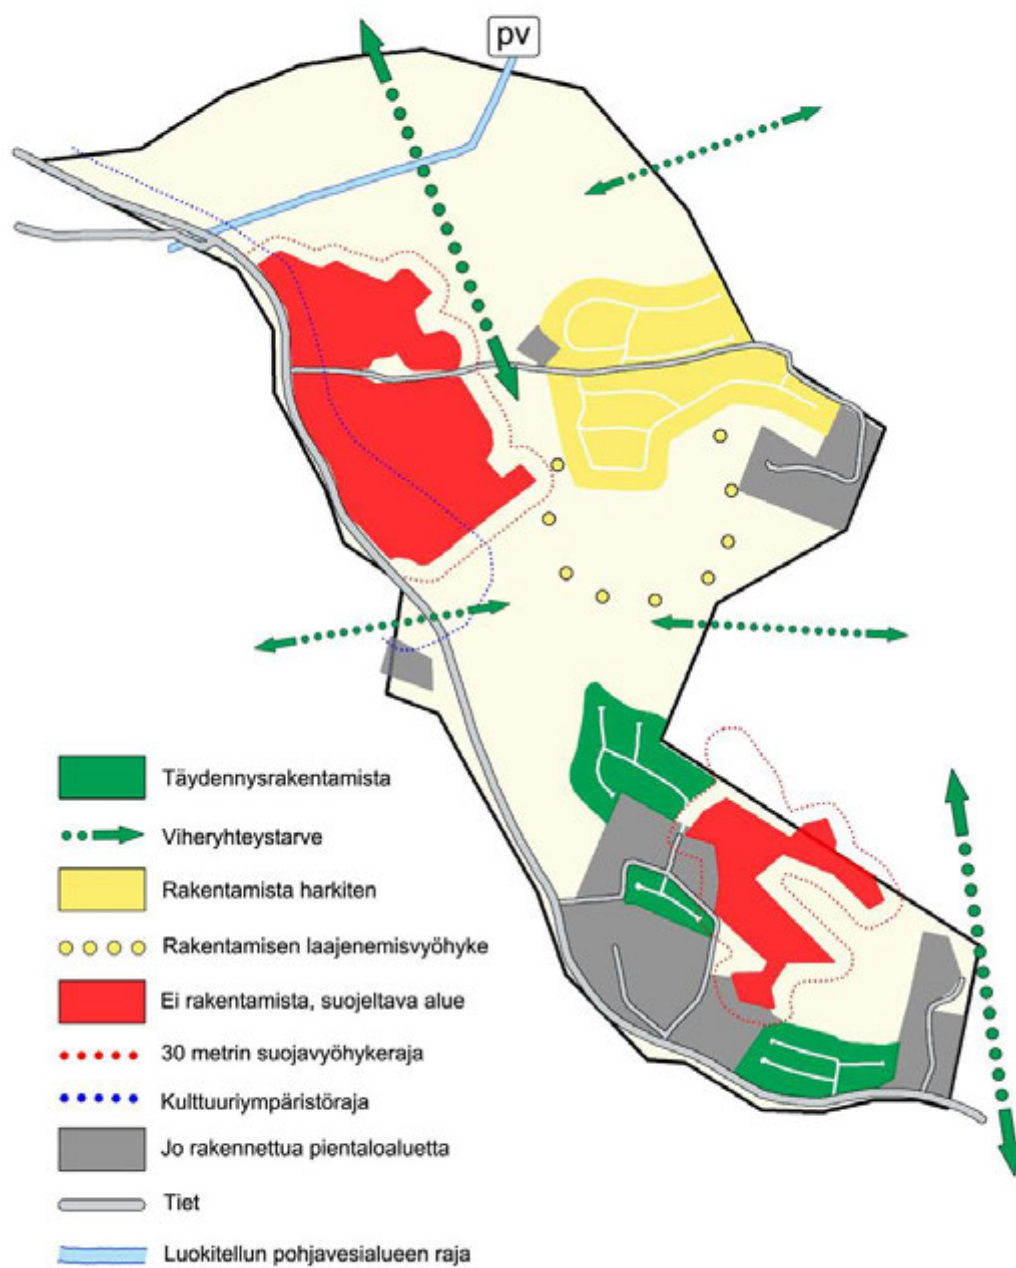 pv
Täydennysrakentamista
Viheryhteystarve
Rakentamista harkiten
Rakentamisen laajenemisvyöhyke
Ei rakentamista, suojeltava alue
30 metrin suojavyöhykeraja
Kulttuuriympäristöraja
Jo rakennettua pientaloaluetta
Tiet
Luokitellun pohjavesialueen raja